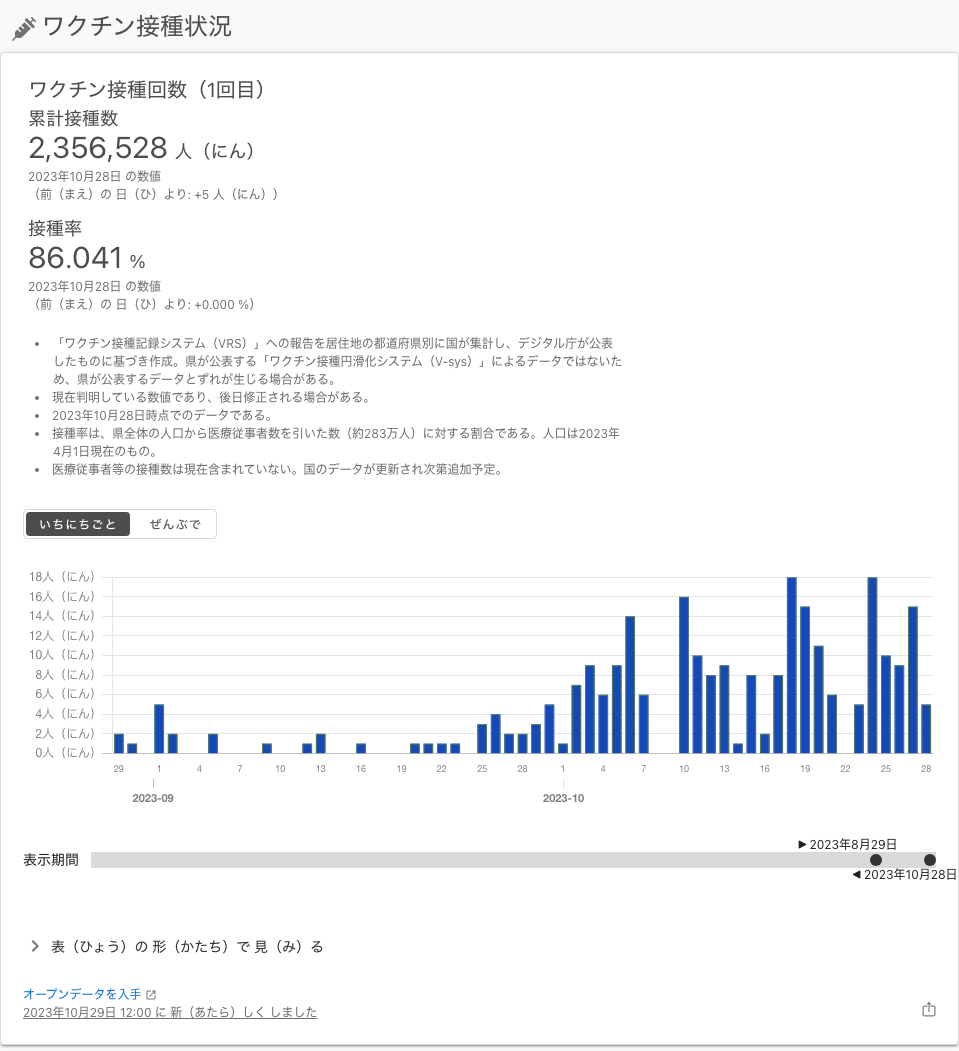 ワクチン接種状況
ワクチン接種回数（1回目）
累計接種数
2,356,528 人（にん）
2023年10月28日 の数値
（前（まえ）の 日（ひ）より: +5 人（にん））
接種率
86.041 %
2023年10月28日 の数値
（前（まえ）の 日（ひ）より: +0.000 %）
「ワクチン接種記録システム（VRS）」への報告を居住地の都道府県別に国が集計し、デジタル庁が公表
したものに基づき作成。県が公表する「ワクチン接種円滑化システム（V-sys）」によるデータではないた
め、県が公表するデータとずれが生じる場合がある。
現在判明している数値であり、後日修正される場合がある。
2023年10月28日時点でのデータである。
接種率は、県全体の人口から医療従事者数を引いた数（約283万人）に対する割合である。人口は2023年
4月1日現在のもの。
医療従事者等の接種数は現在含まれていない。国のデータが更新され次第追加予定。
いちにちごと ぜんぶで
18人（にん）
16人（にん）
14人（にん）
12人（にん）
10人（にん）
8人（にん）
6人（にん）
4人（にん）
2人（にん）
0人（にん）
29 1 4 7 10 13 16 19 22 25 28 1 4 7 10 13 16 19 22 25 28
2023-09 2023-10
2023年8月29日
表示期間
2023年10月28日
表（ひょう）の 形（かたち）で 見（み）る
オープンデータを入手
2023年10月29日 12:00 に 新（あたら）しく しました